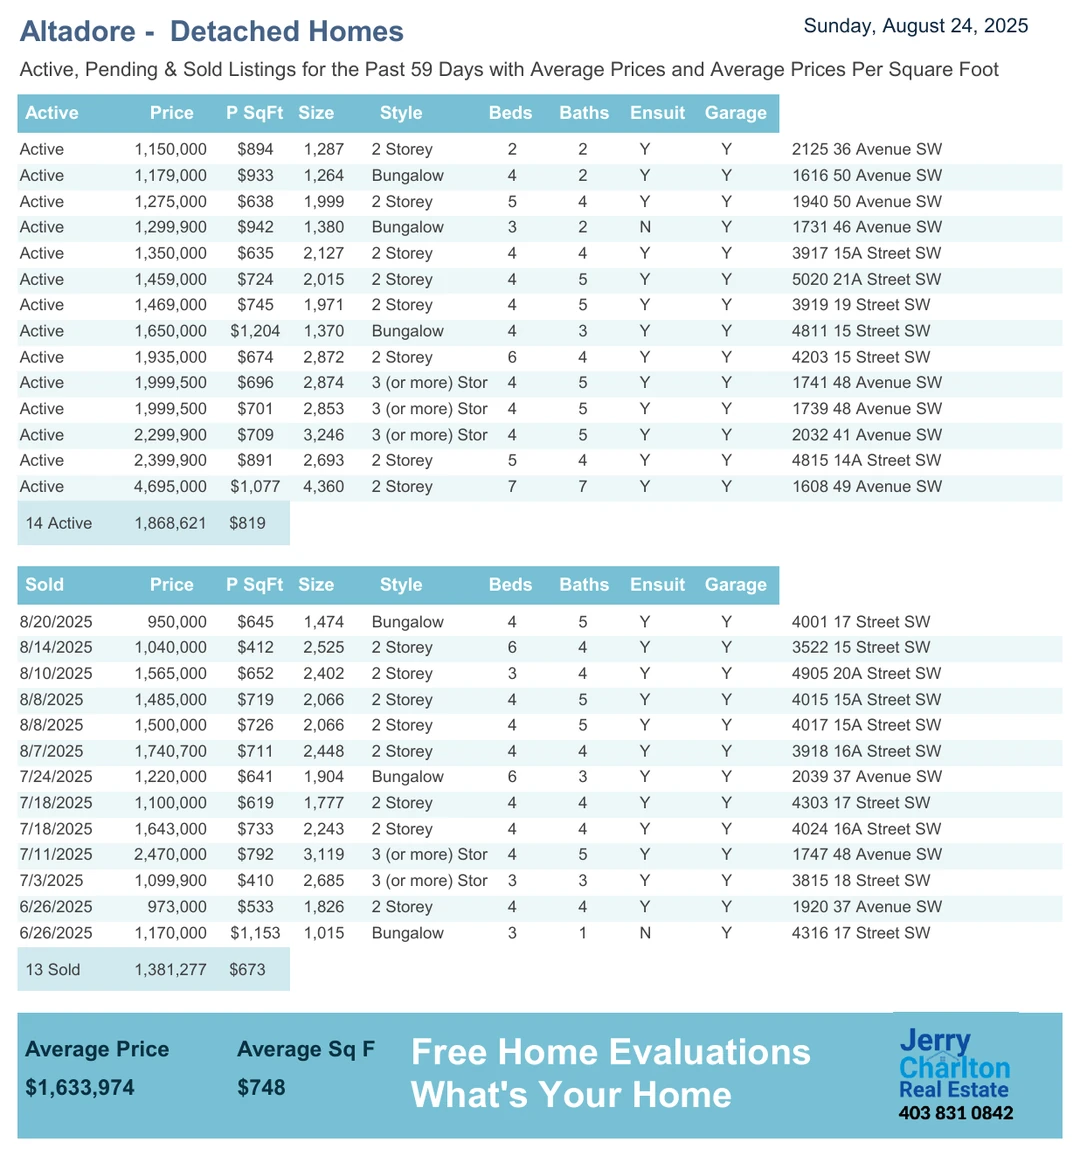 Altadore -  Detached Homes
Sunday, August 24, 2025
Active, Pending & Sold Listings for the Past 59 Days with Average Prices and Average Prices Per Square Foot
Active Price P SqFt Size Style Beds Baths Ensuit Garage
Active 1,150,000 $894 1,287 2 Storey 2 2 Y Y 2125 36 Avenue SW
Active 1,179,000 $933 1,264 Bungalow 4 2 Y Y 1616 50 Avenue SW
Active 1,275,000 $638 1,999 2 Storey 5 4 Y Y 1940 50 Avenue SW
Active 1,299,900 $942 1,380 Bungalow 3 2 N Y 1731 46 Avenue SW
Active 1,350,000 $635 2,127 2 Storey 4 4 Y Y 3917 15A Street SW
Active 1,459,000 $724 2,015 2 Storey 4 5 Y Y 5020 21A Street SW
Active 1,469,000 $745 1,971 2 Storey 4 5 Y Y 3919 19 Street SW
Active 1,650,000 $1,204 1,370 Bungalow 4 3 Y Y 4811 15 Street SW
Active 1,935,000 $674 2,872 2 Storey 6 4 Y Y 4203 15 Street SW
Active 1,999,500 $696 2,874 3 (or more) Stor 4 5 Y Y 1741 48 Avenue SW
Active 1,999,500 $701 2,853 3 (or more) Stor 4 5 Y Y 1739 48 Avenue SW
Active 2,299,900 $709 3,246 3 (or more) Stor 4 5 Y Y 2032 41 Avenue SW
Active 2,399,900 $891 2,693 2 Storey 5 4 Y Y 4815 14A Street SW
Active 4,695,000 $1,077 4,360 2 Storey 7 7 Y Y 1608 49 Avenue SW
14 Active 1,868,621 $819
Sold Price P SqFt Size Style Beds Baths Ensuit Garage
8/20/2025 950,000 $645 1,474 Bungalow 4 5 Y Y 4001 17 Street SW
8/14/2025 1,040,000 $412 2,525 2 Storey 6 4 Y Y 3522 15 Street SW
8/10/2025 1,565,000 $652 2,402 2 Storey 3 4 Y Y 4905 20A Street SW
8/8/2025 1,485,000 $719 2,066 2 Storey 4 5 Y Y 4015 15A Street SW
8/8/2025 1,500,000 $726 2,066 2 Storey 4 5 Y Y 4017 15A Street SW
8/7/2025 1,740,700 $711 2,448 2 Storey 4 4 Y Y 3918 16A Street SW
7/24/2025 1,220,000 $641 1,904 Bungalow 6 3 Y Y 2039 37 Avenue SW
7/18/2025 1,100,000 $619 1,777 2 Storey 4 4 Y Y 4303 17 Street SW
7/18/2025 1,643,000 $733 2,243 2 Storey 4 4 Y Y 4024 16A Street SW
7/11/2025 2,470,000 $792 3,119 3 (or more) Stor 4 5 Y Y 1747 48 Avenue SW
7/3/2025 1,099,900 $410 2,685 3 (or more) Stor 3 3 Y Y 3815 18 Street SW
6/26/2025 973,000 $533 1,826 2 Storey 4 4 Y Y 1920 37 Avenue SW
6/26/2025 1,170,000 $1,153 1,015 Bungalow 3 1 N Y 4316 17 Street SW
13 Sold 1,381,277 $673
Average Price Average Sq F
$1,633,974 $748
Free Home Evaluations
What's Your Home
Jerry
Charlton
Real Estate
403 831 0842